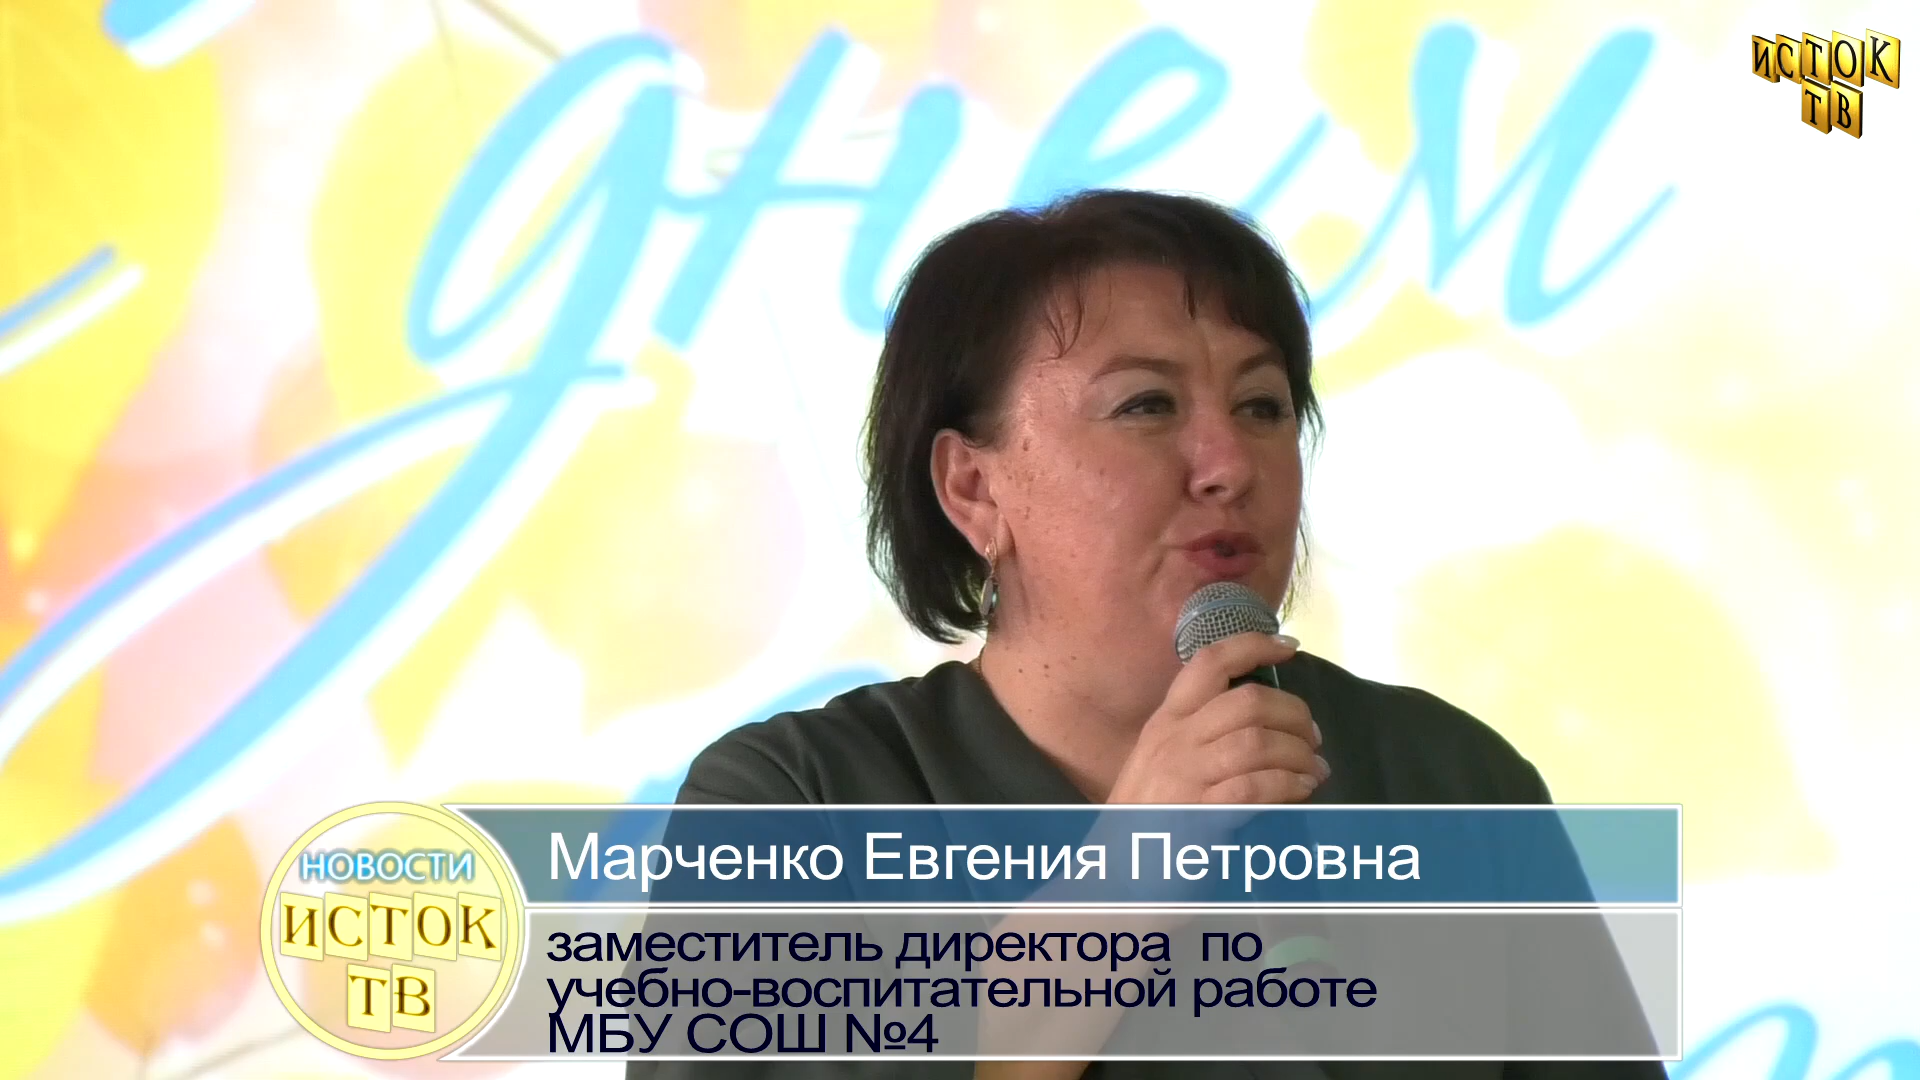 днем
ИСТОК
ТВ
Марченко Евгения Петровна
НОВОСТИ
ИСТОК
ТВ
заместитель директора по
учебно-воспитательной работе
МБУ СОШ №4